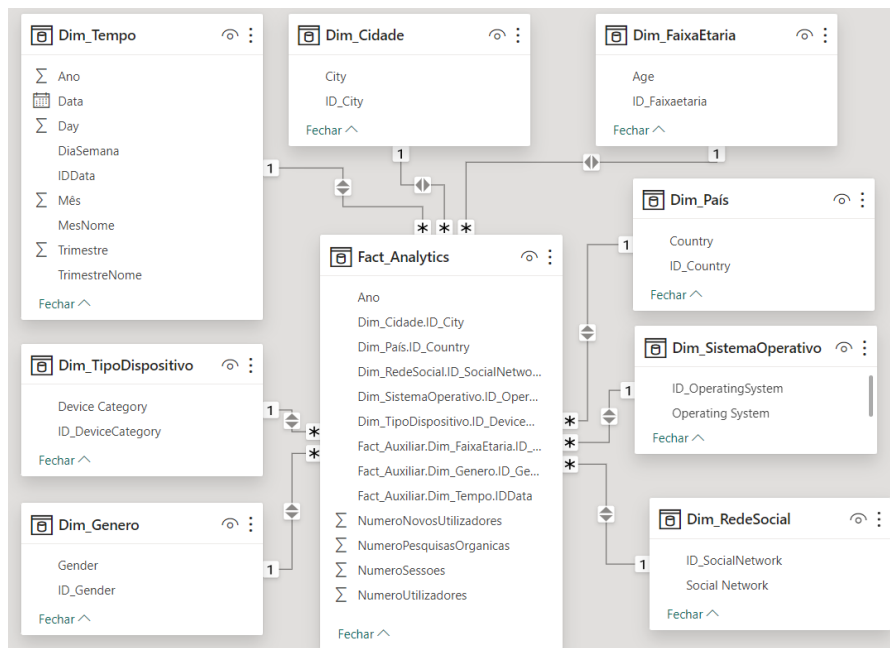 Dim_Tempo
Ano
Data
Day
DiaSemana
IDData
Mês
MesNome
Trimestre
TrimestreNome
Fechar
Dim_Cidade
City
ID_City
Fechar
Dim_FaixaEtaria
Age
ID_Faixaetaria
Fechar
1
1
1
* * *
Dim_País
Country
ID_Country
Fechar
1
Fact_Analytics
Ano
Dim_Cidade.ID_City
Dim_País.ID_Country
Dim_RedeSocial.ID_SocialNetwo...
Dim_SistemaOperativo.ID_Oper...
Dim_TipoDispositivo.ID_Device...
Fact_Auxiliar.Dim_FaixaEtaria.ID_...
Fact_Auxiliar.Dim_Genero.ID_Ge...
Fact_Auxiliar.Dim_Tempo.IDData
NumeroNovosUtilizadores
NumeroPesquisasOrganicas
NumeroSessoes
NumeroUtilizadores
Fechar
Dim_TipoDispositivo
Device Category
ID_DeviceCategory
Fechar
1
*
*
Dim_SistemaOperativo
ID_OperatingSystem
Operating System
Fechar
1
*
*
*
Dim_Genero
Gender
ID_Gender
Fechar
1
Dim_RedeSocial
ID_SocialNetwork
Social Network
Fechar
1